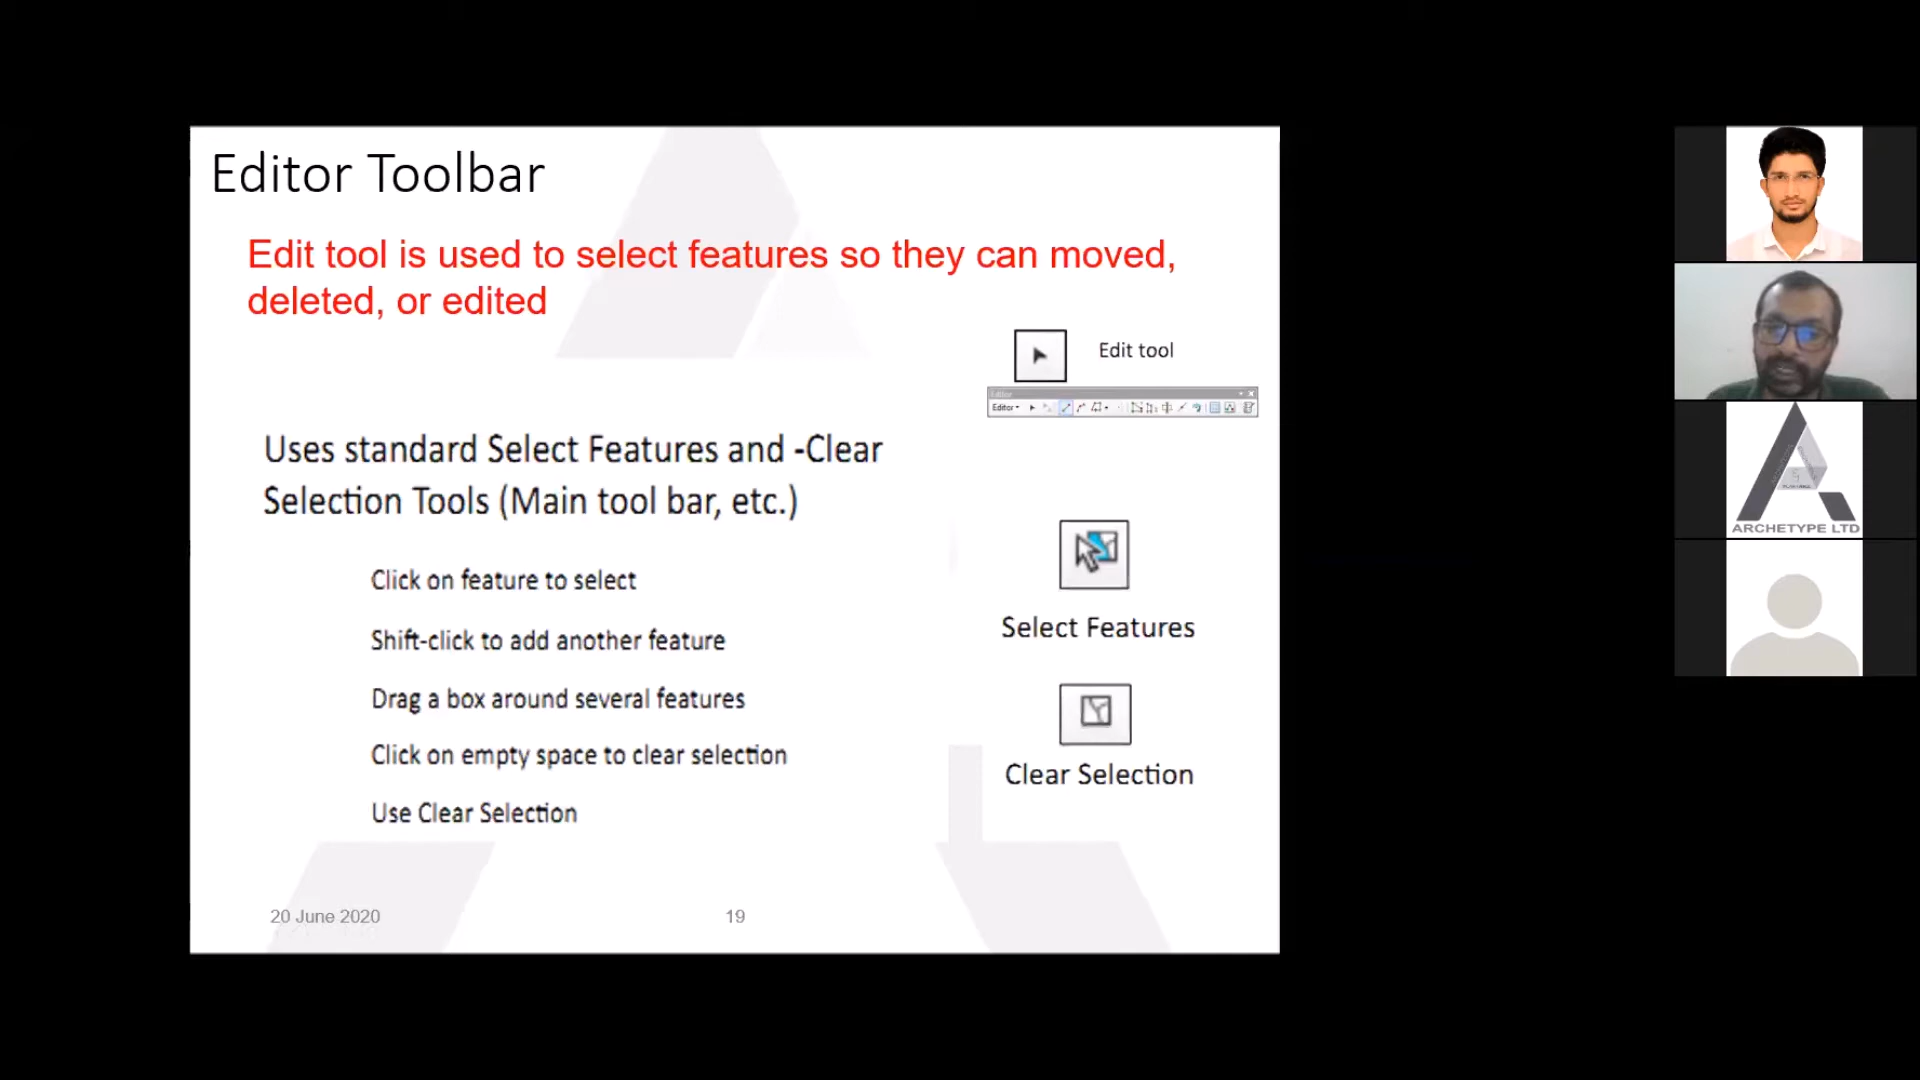 Editor Toolbar
Edit tool is used to select features so they can moved,
deleted, or edited
Edit tool
Editor
Editor
Uses standard Select Features and -Clear
Selection Tools (Main tool bar, etc.)
Click on feature to select
Shift-click to add another feature
Drag a box around several features
Click on empty space to clear selection
Use Clear Selection
Select Features
Clear Selection
20 June 2020
19
ARCHETYPE LTD